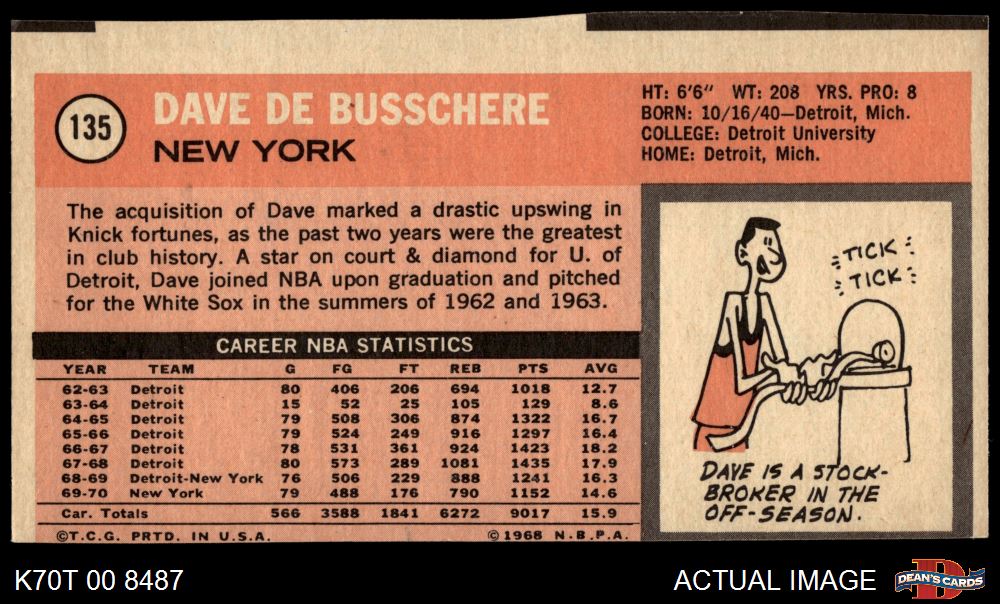 135
DAVE DE BUSSCHERE
NEW YORK
HT: 6'6" WT: 208 YRS. PRO: 8
BORN: 10/16/40—Detroit, Mich.
COLLEGE: Detroit University
HOME: Detroit, Mich.
The acquisition of Dave marked a drastic upswing in
Knick fortunes, as the past two years were the greatest
in club history. A star on court & diamond for U. of
Detroit, Dave joined NBA upon graduation and pitched
for the White Sox in the summers of 1962 and 1963.
CAREER NBA STATISTICS
YEAR TEAM G FG FT REB PTS AVG
62-63 Detroit 80 406 206 694 1018 12.7
63-64 Detroit 15 52 25 105 129 8.6
64-65 Detroit 79 508 306 874 1322 16.7
65-66 Detroit 79 524 249 916 1297 16.4
66-67 Detroit 78 531 361 924 1423 18.2
67-68 Detroit 80 573 289 1081 1435 17.9
68-69 Detroit-New York 76 506 229 888 1241 16.3
69-70 New York 79 488 176 790 1152 14.6
Car. Totals 566 3588 1841 6272 9017 15.9
©T.C.G. PRTD. IN U.S.A. ©1968 N.B.P.A.
TICK
TICK
DAVE IS A STOCK-
BROKER IN THE
OFF-SEASON.
K70T 00 8487
ACTUAL IMAGE
D
DEAN'S CARDS